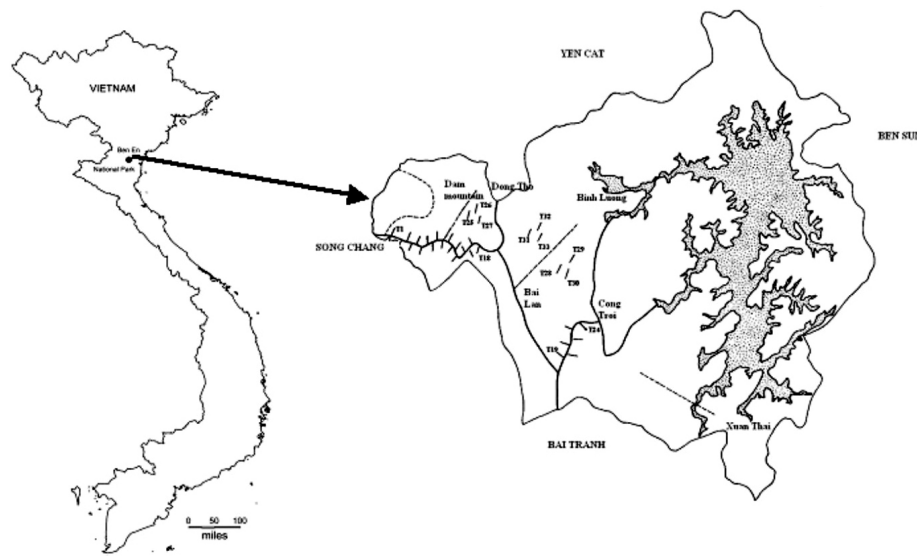 VIETNAM
Ben En
National Park
0 50 100
miles
YEN CAT
BEN SUN
Dam
mountain
Dong Tho
T26
T25
T27
Binh Luong
T1
SONG CHANG
T18
T32
T31
T33
T29
T28
T30
Bai
Lan
Cong
Troi
T24
T19
Xuan Thai
BAI TRANH